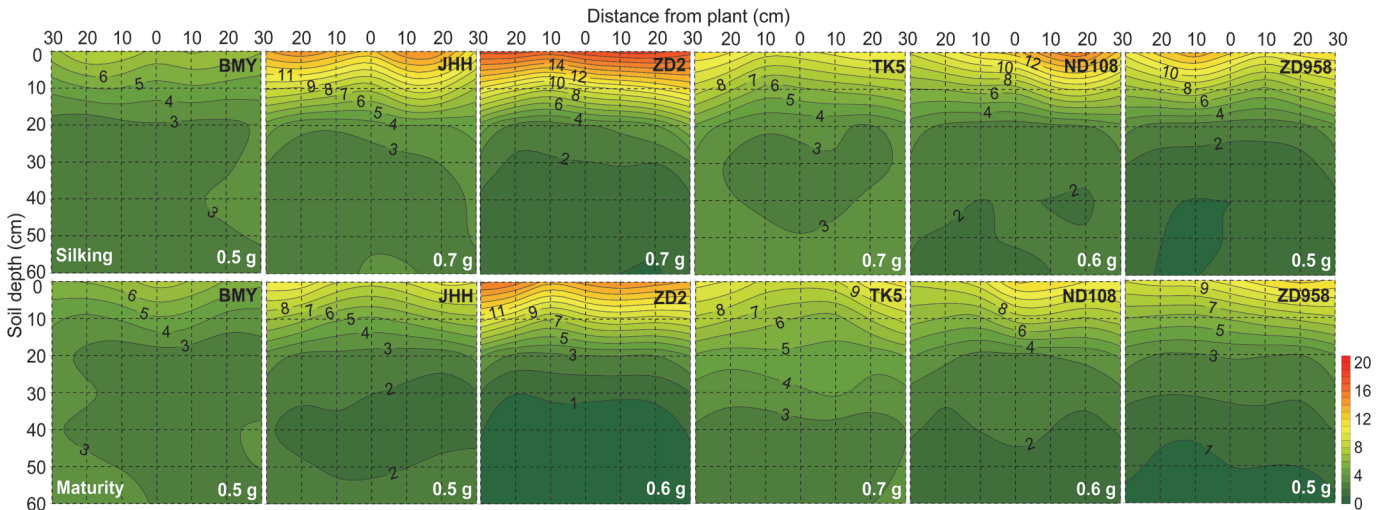 Distance from plant (cm)
30 20 10 0 10 20 30 20 10 0 10 20 30 20 10 0 10 20 30 20 10 0 10 20 30 20 10 0 10 20 30 20 10 0 10 20 30
Soil depth (cm)
0 10 20 30 40 50 60
BMY 6 5 4 3 3 Silking 0.5 g
JHH 11 9 8 7 6 5 4 3 0.7 g
ZD2 14 12 10 8 6 4 2 0.7 g
TK5 8 7 6 5 4 3 3 0.7 g
ND108 12 10 8 6 4 2 2 0.6 g
ZD958 10 8 6 4 2 0.5 g
0 10 20 30 40 50 60
BMY 6 5 4 3 3 Maturity 0.5 g
JHH 8 7 6 5 4 3 2 2 0.5 g
ZD2 11 9 7 5 3 1 0.6 g
TK5 9 8 7 6 5 4 3 0.7 g
ND108 8 6 4 2 0.6 g
ZD958 9 7 5 3 1 0.5 g
20
16
12
8
4
0